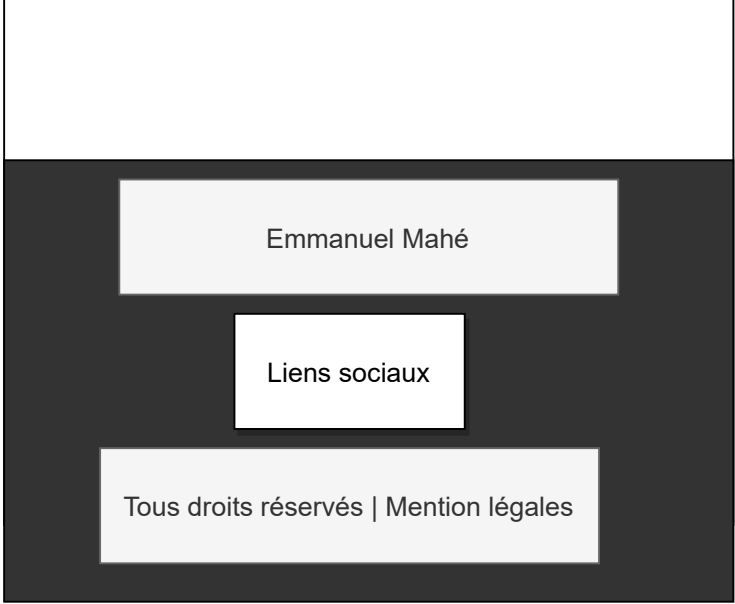 Emmanuel Mahé
Liens sociaux
Tous droits réservés | Mention légales